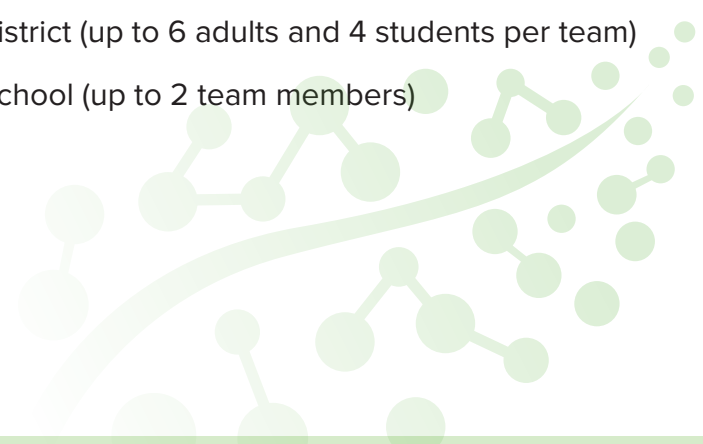 istrict (up to 6 adults and 4 students per team)
chool (up to 2 team members)